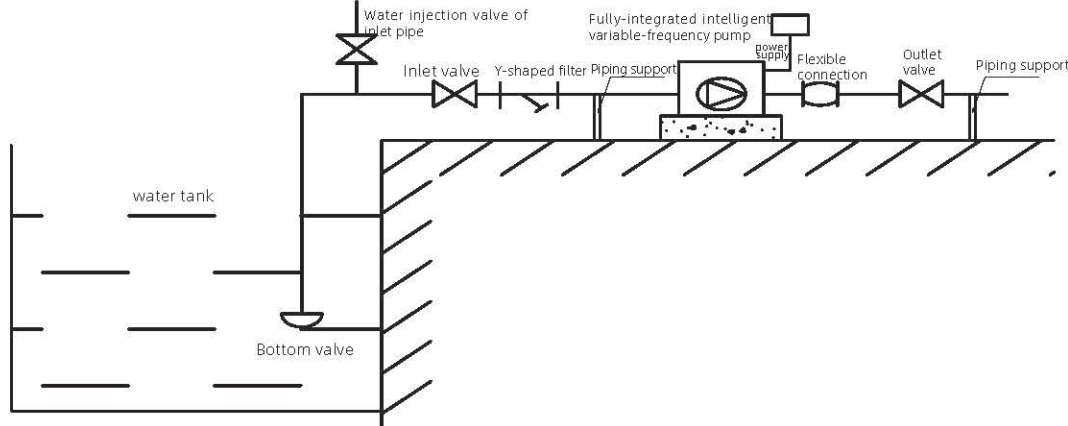 Water injection valve of
inlet pipe
Fully-integrated intelligent
variable-frequency pump
power
supply
Inlet valve
Y-shaped filter
Piping support
Flexible
connection
Outlet
valve
Piping support
water tank
Bottom valve